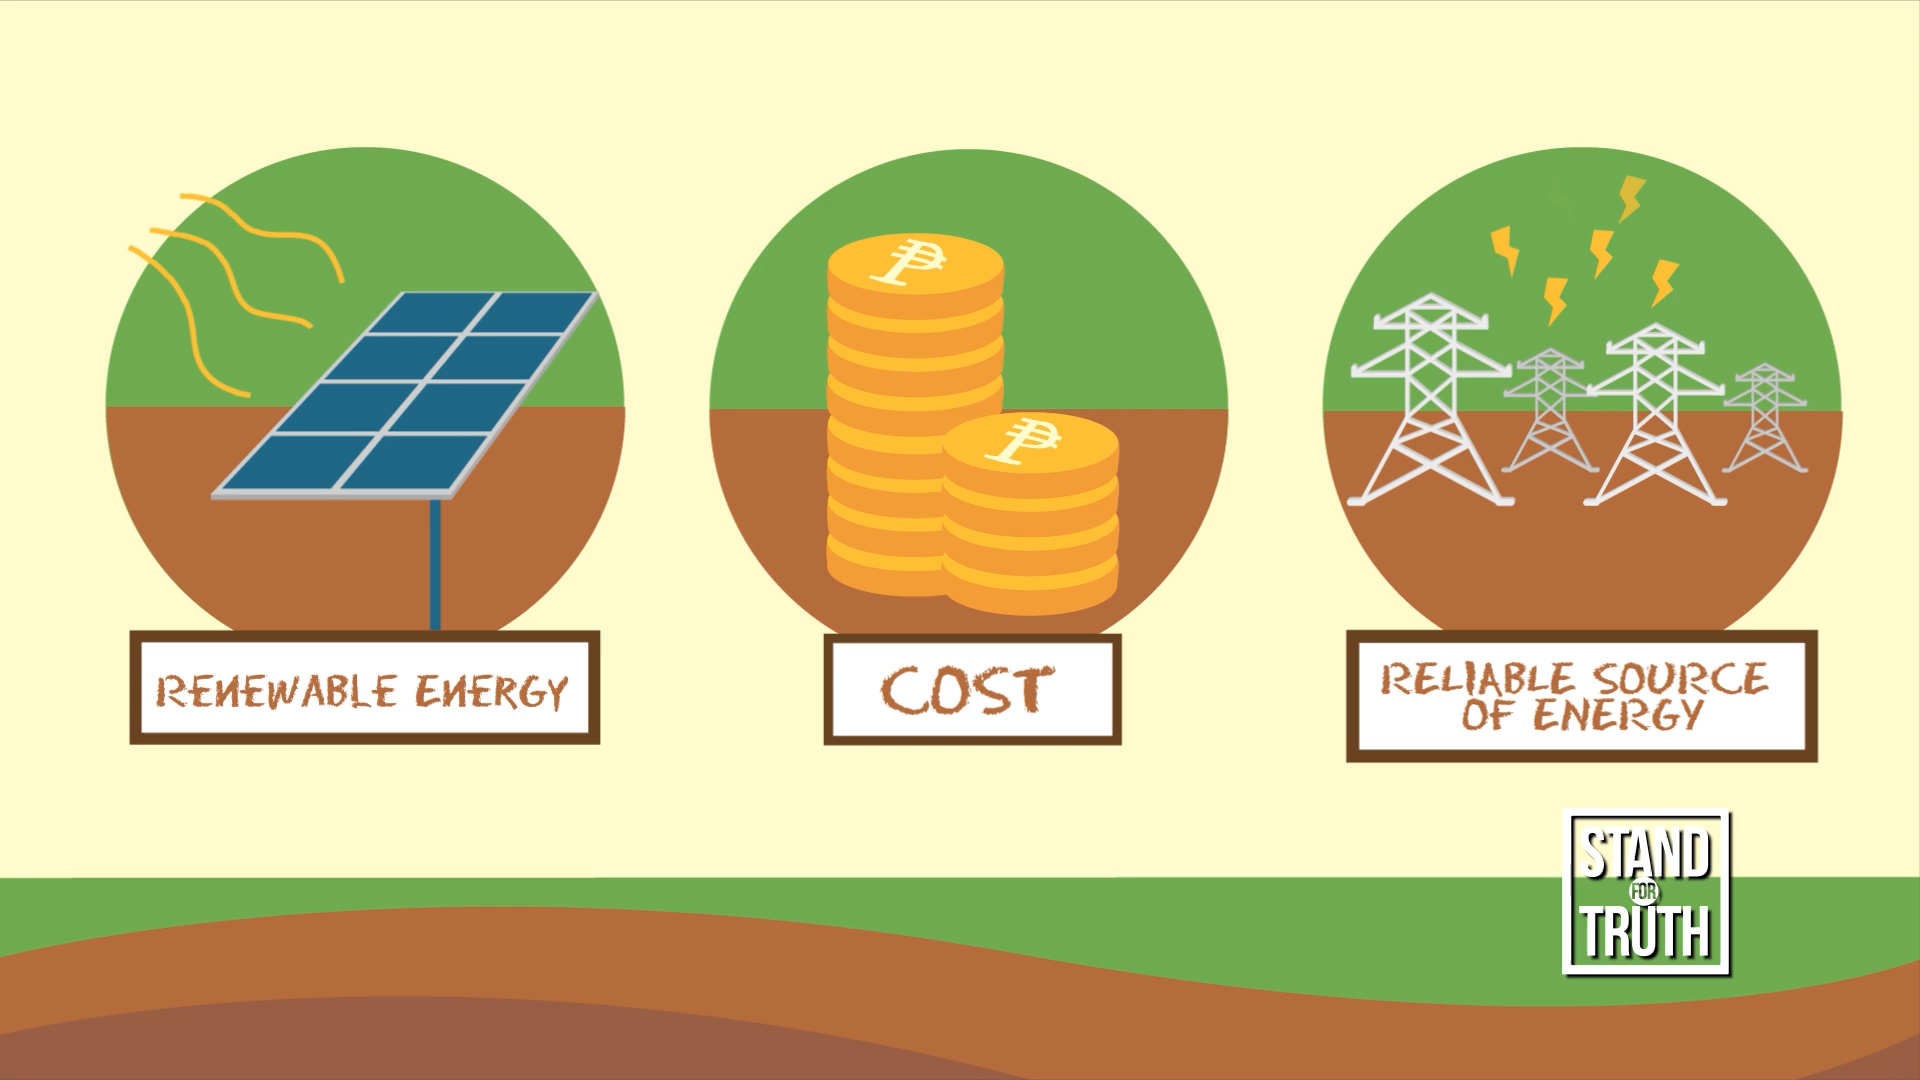 ₱
₱
RENEWABLE ENERGY
COST
RELIABLE SOURCE
OF ENERGY
STAND
FOR
TRUTH